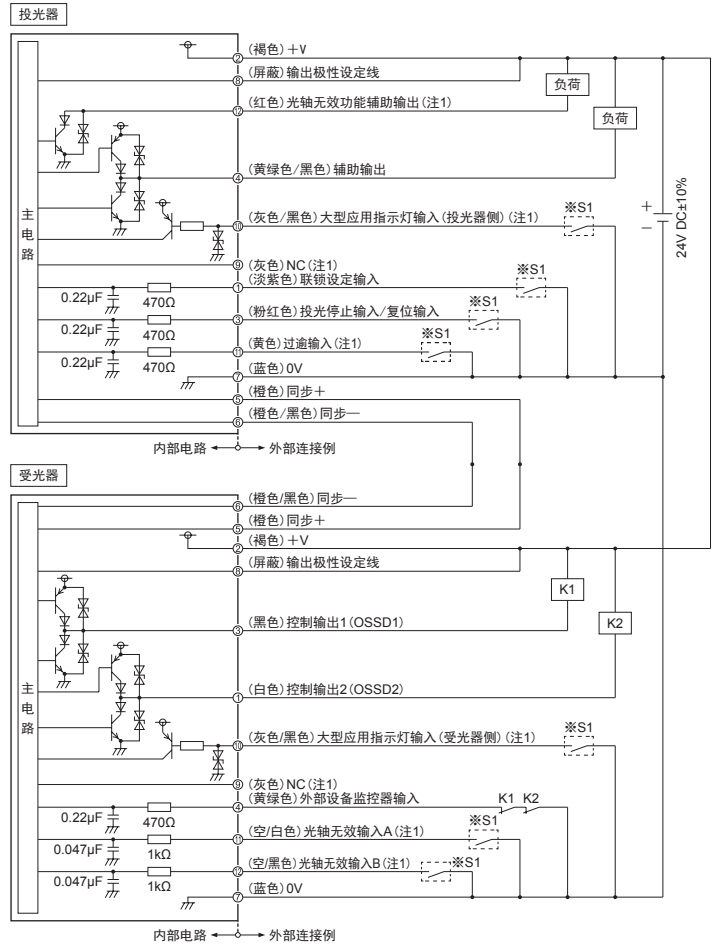 投光器
(褐色)＋V
②
(屏蔽)输出极性设定线
⑧
负荷
(红色)光轴无效功能辅助输出(注1)
⑫
负荷
(黄绿色/黑色)辅助输出
④
主电路
(灰色/黑色)大型应用指示灯输入(投光器侧)(注1)
⑩
※S1
＋
－
24V DC±10%
(灰色)NC(注1)
⑨
(淡紫色)联锁设定输入
①
※S1
0.22μF
470Ω
(粉红色)投光停止输入/复位输入
③
※S1
0.22μF
470Ω
(黄色)过逾输入(注1)
⑪
※S1
0.22μF
470Ω
(蓝色)0V
⑦
(橙色)同步＋
⑤
(橙色/黑色)同步—
⑥
内部电路
外部连接例
受光器
(橙色/黑色)同步—
⑥
(橙色)同步＋
⑤
(褐色)＋V
②
(屏蔽)输出极性设定线
⑧
K1
(黑色)控制输出1(OSSD1)
③
K2
(白色)控制输出2(OSSD2)
①
主电路
(灰色/黑色)大型应用指示灯输入(受光器侧)(注1)
⑩
※S1
(灰色)NC(注1)
⑨
(黄绿色)外部设备监控器输入
④
K1 K2
0.22μF
470Ω
(空/白色)光轴无效输入A(注1)
⑪
※S1
0.047μF
1kΩ
(空/黑色)光轴无效输入B(注1)
⑫
※S1
0.047μF
1kΩ
(蓝色)0V
⑦
内部电路
外部连接例